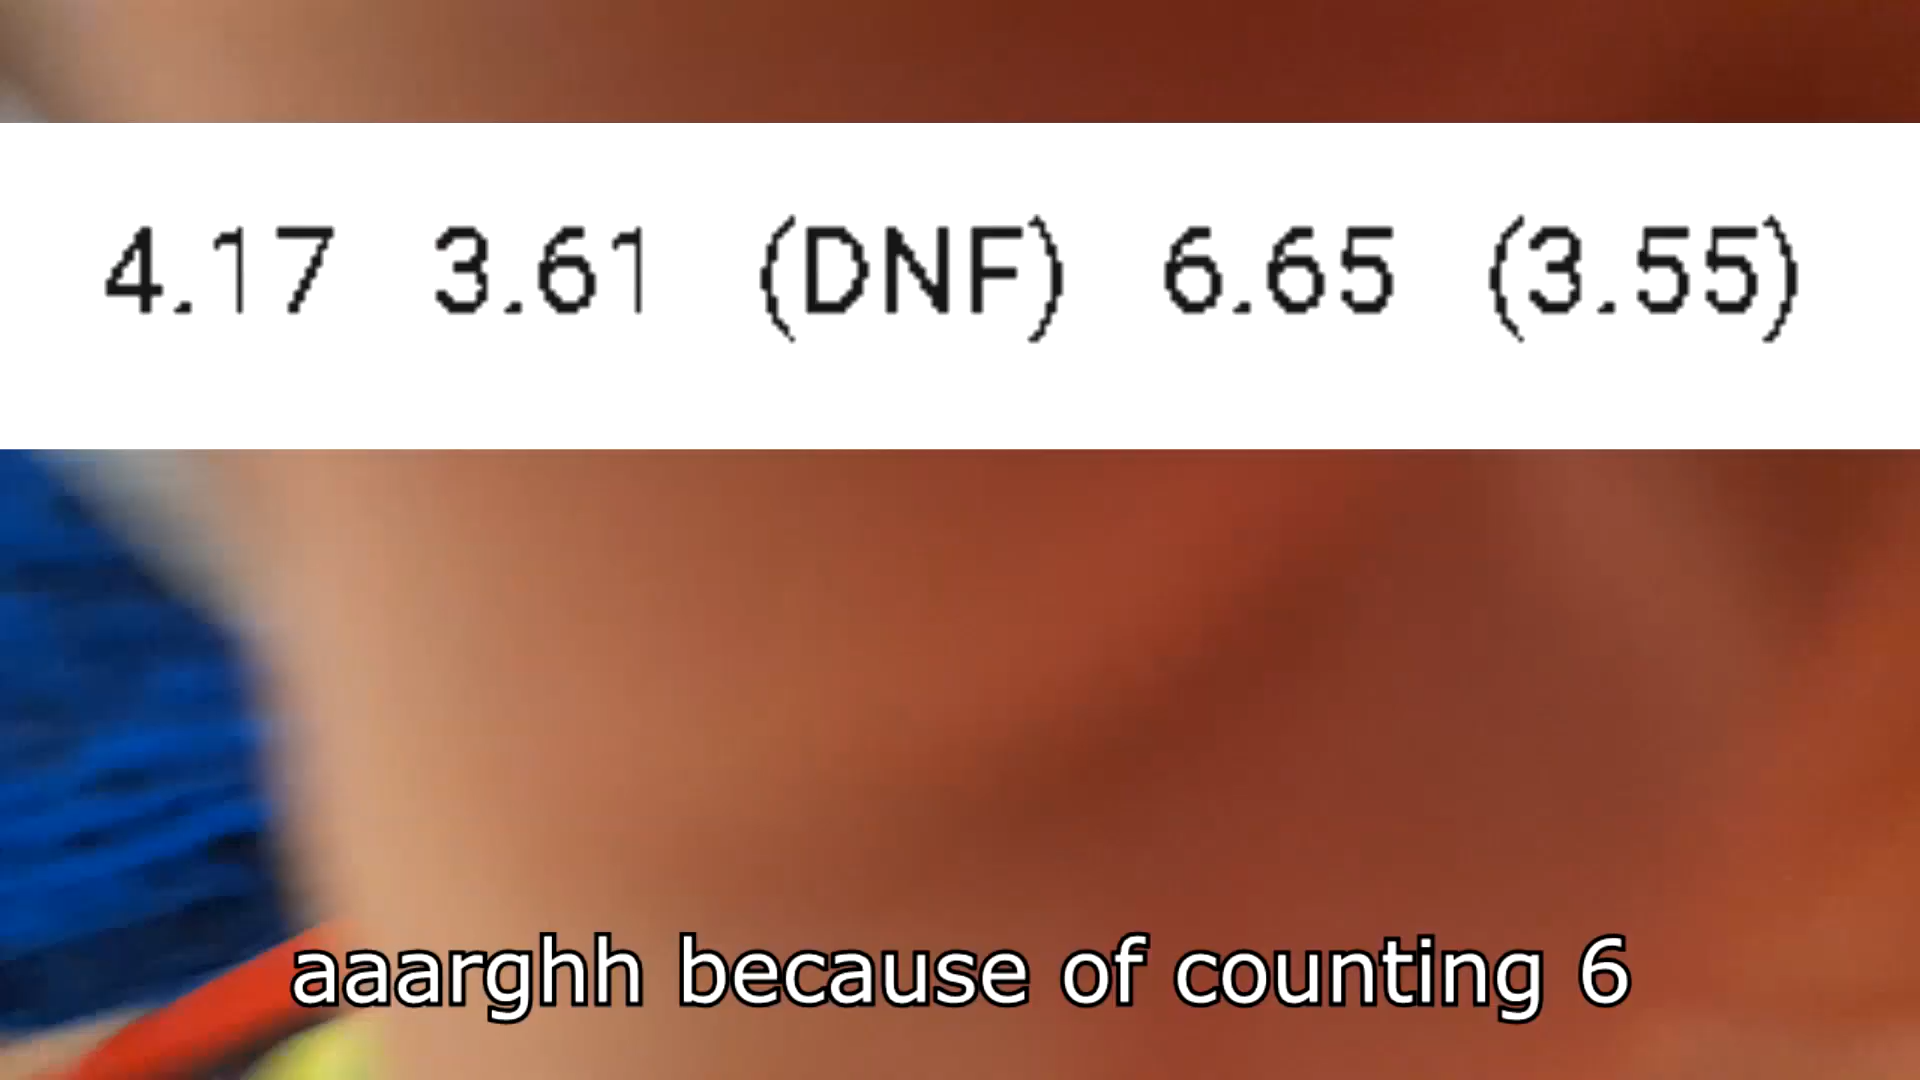 4.17 3.61 (DNF) 6.65 (3.55)
aaarghh because of counting 6